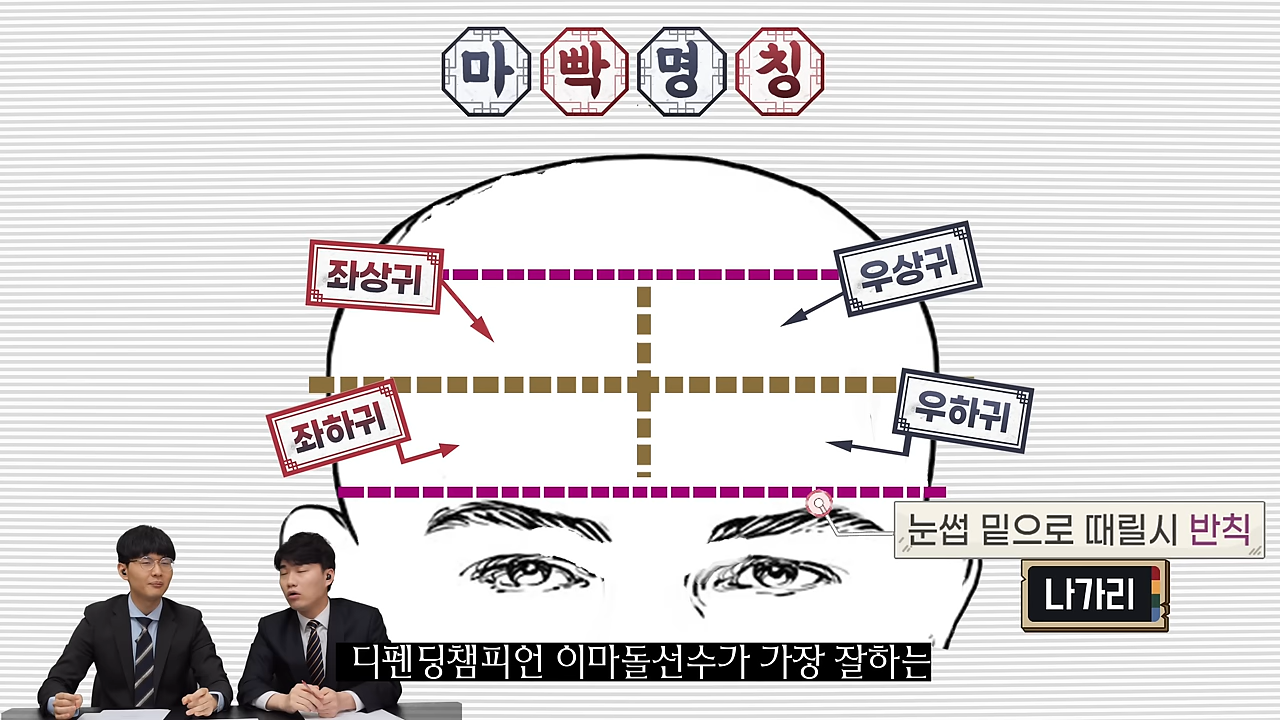 마빡명칭
좌상귀
우상귀
좌하귀
우하귀
눈썹 밑으로 때릴시 반칙
나가리
디펜딩챔피언 이마돌선수가 가장 잘하는